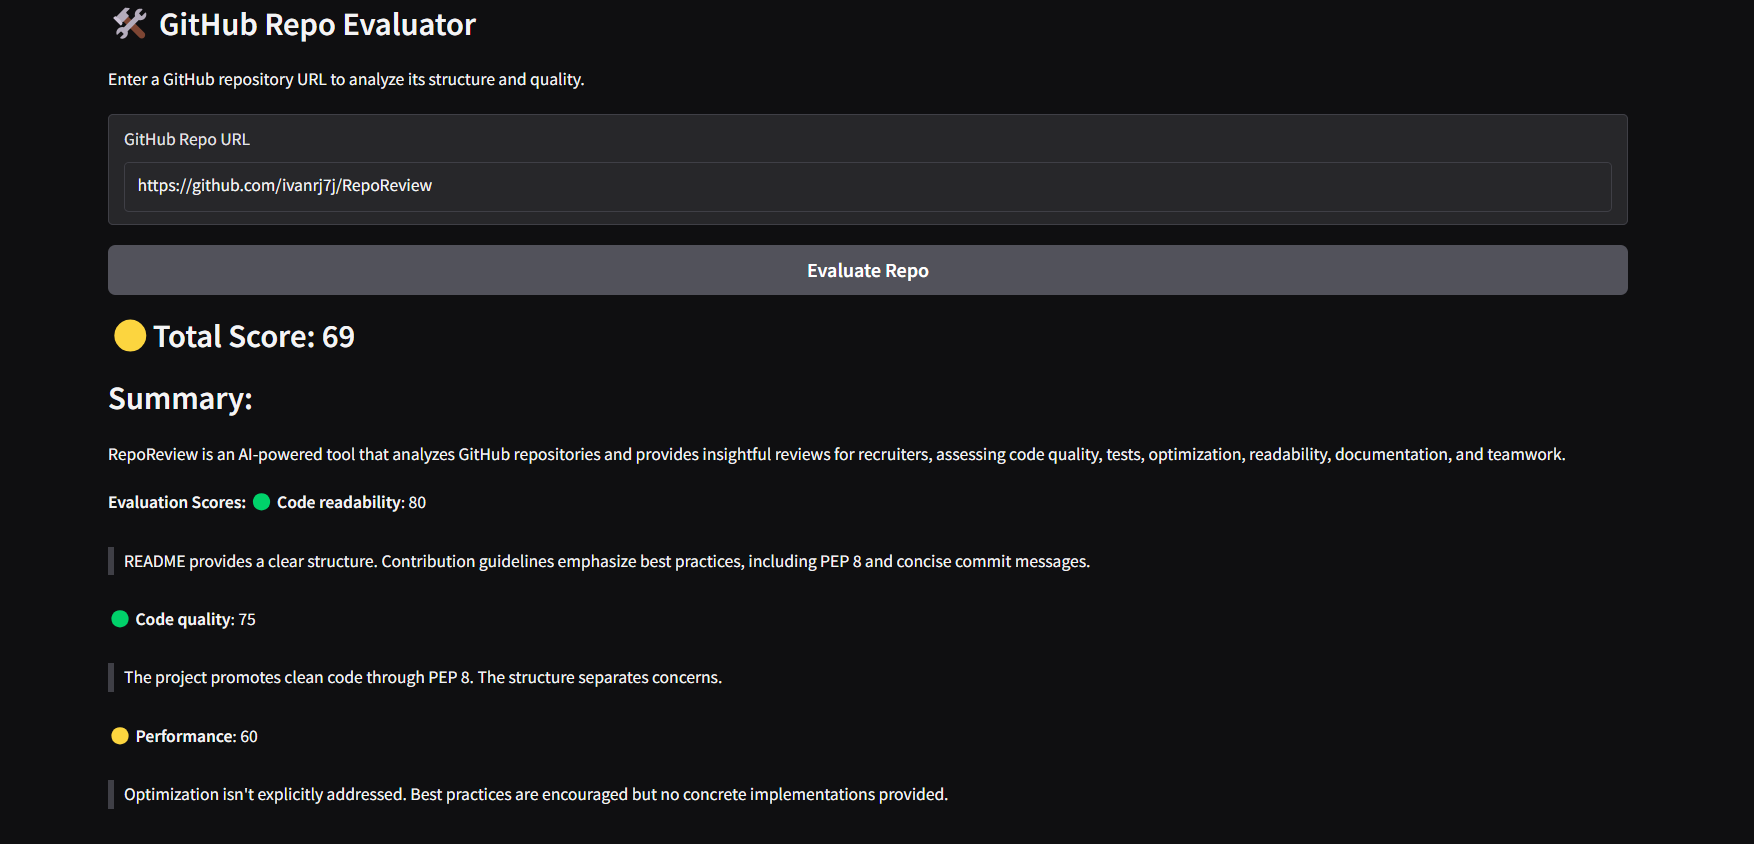 GitHub Repo Evaluator
Enter a GitHub repository URL to analyze its structure and quality.
GitHub Repo URL
https://github.com/ivanrj7j/RepoReview
Evaluate Repo
Total Score: 69
Summary:
RepoReview is an AI-powered tool that analyzes GitHub repositories and provides insightful reviews for recruiters, assessing code quality, tests, optimization, readability, documentation, and teamwork.
Evaluation Scores: Code readability: 80
README provides a clear structure. Contribution guidelines emphasize best practices, including PEP 8 and concise commit messages.
Code quality: 75
The project promotes clean code through PEP 8. The structure separates concerns.
Performance: 60
Optimization isn't explicitly addressed. Best practices are encouraged but no concrete implementations provided.